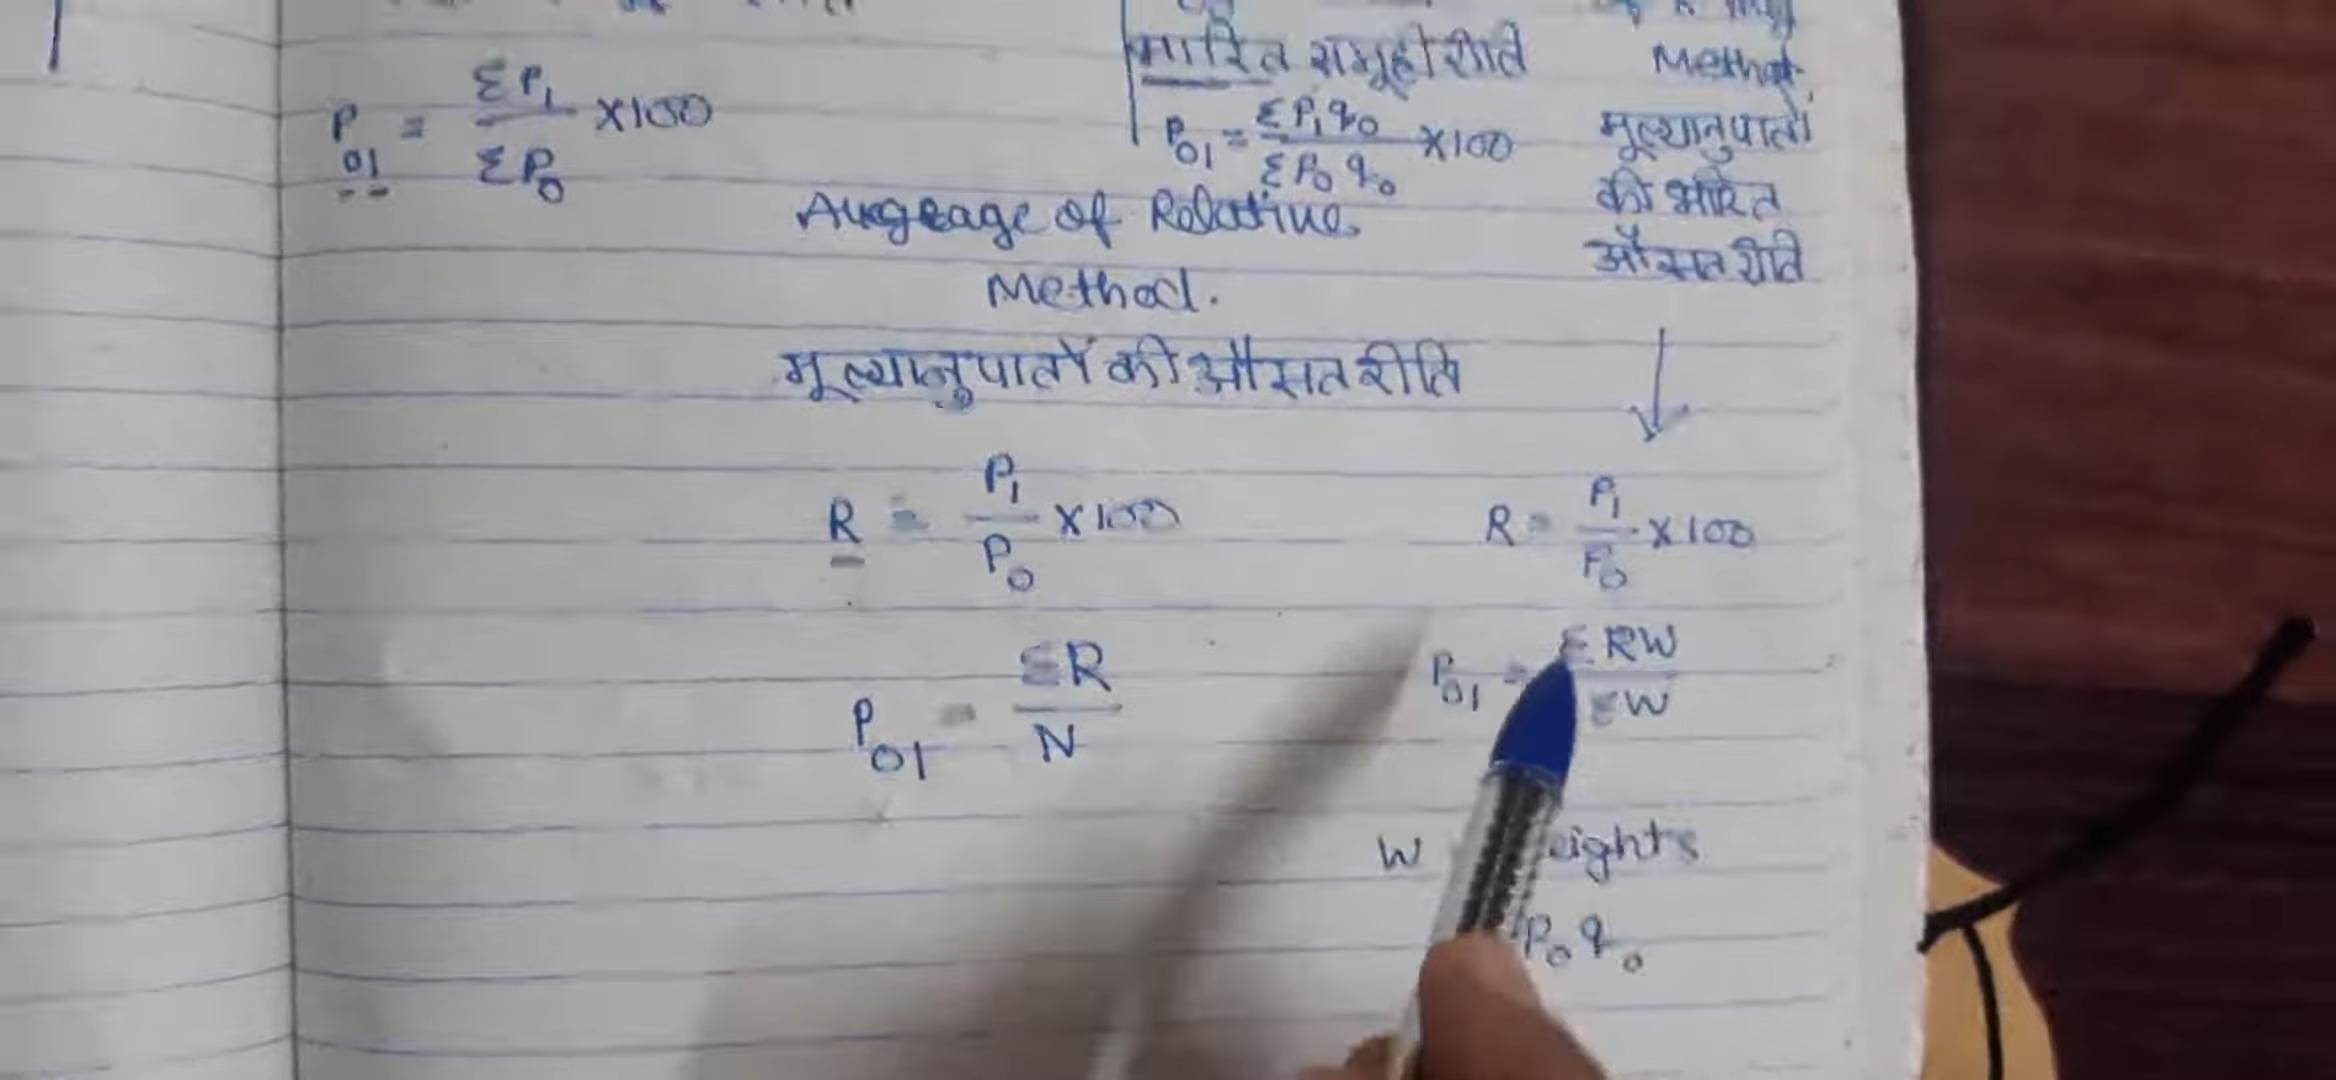 P01 = ΣP1/ΣP0 ×100
भारित समूही रीति
P01 = ΣP1q0/ΣP0q0 ×100
Method
मूल्यानुपातों
की भारित
औसत रीति
Augreage of Relative
Method.
मूल्यानुपातों की औसत रीति
R = P1/P0 ×100
P01 = ΣR/N
R = P1/P0 ×100
P01 = ΣRW/ΣW
W eights
P0q0